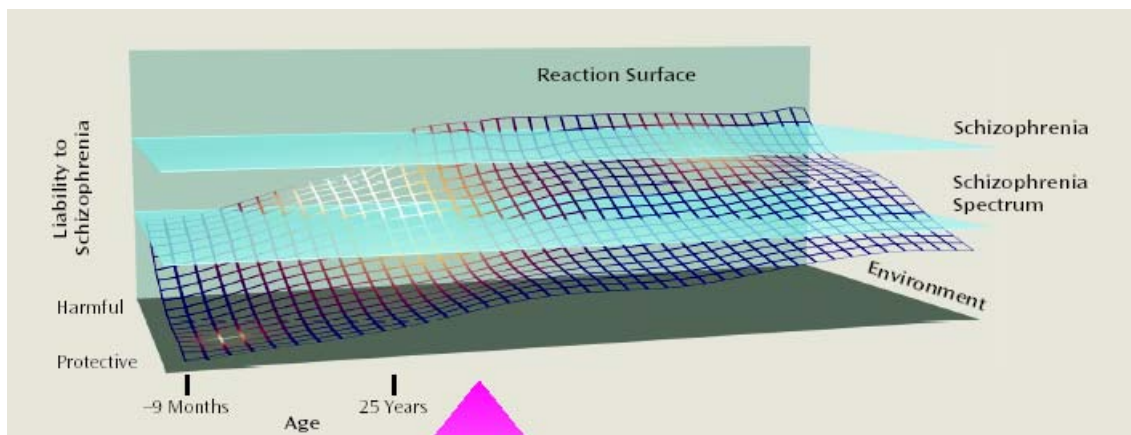 Reaction Surface
Schizophrenia
Schizophrenia
Spectrum
Liability to
Schizophrenia
Environment
Harmful
Protective
–9 Months
25 Years
Age